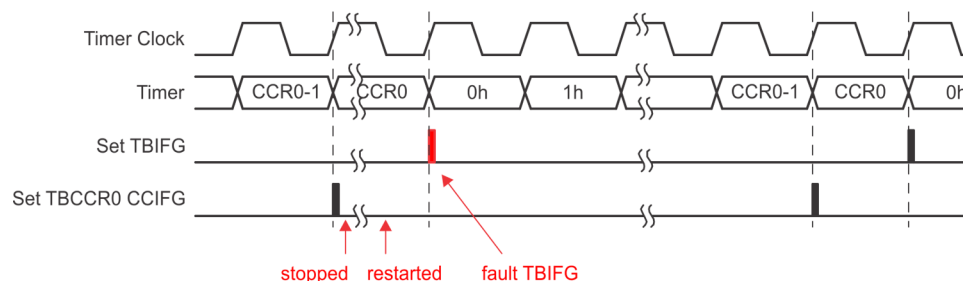 Timer Clock
Timer CCR0-1 CCR0 0h 1h CCR0-1 CCR0 0h
Set TBIFG
Set TBCCR0 CCIFG
stopped restarted fault TBIFG